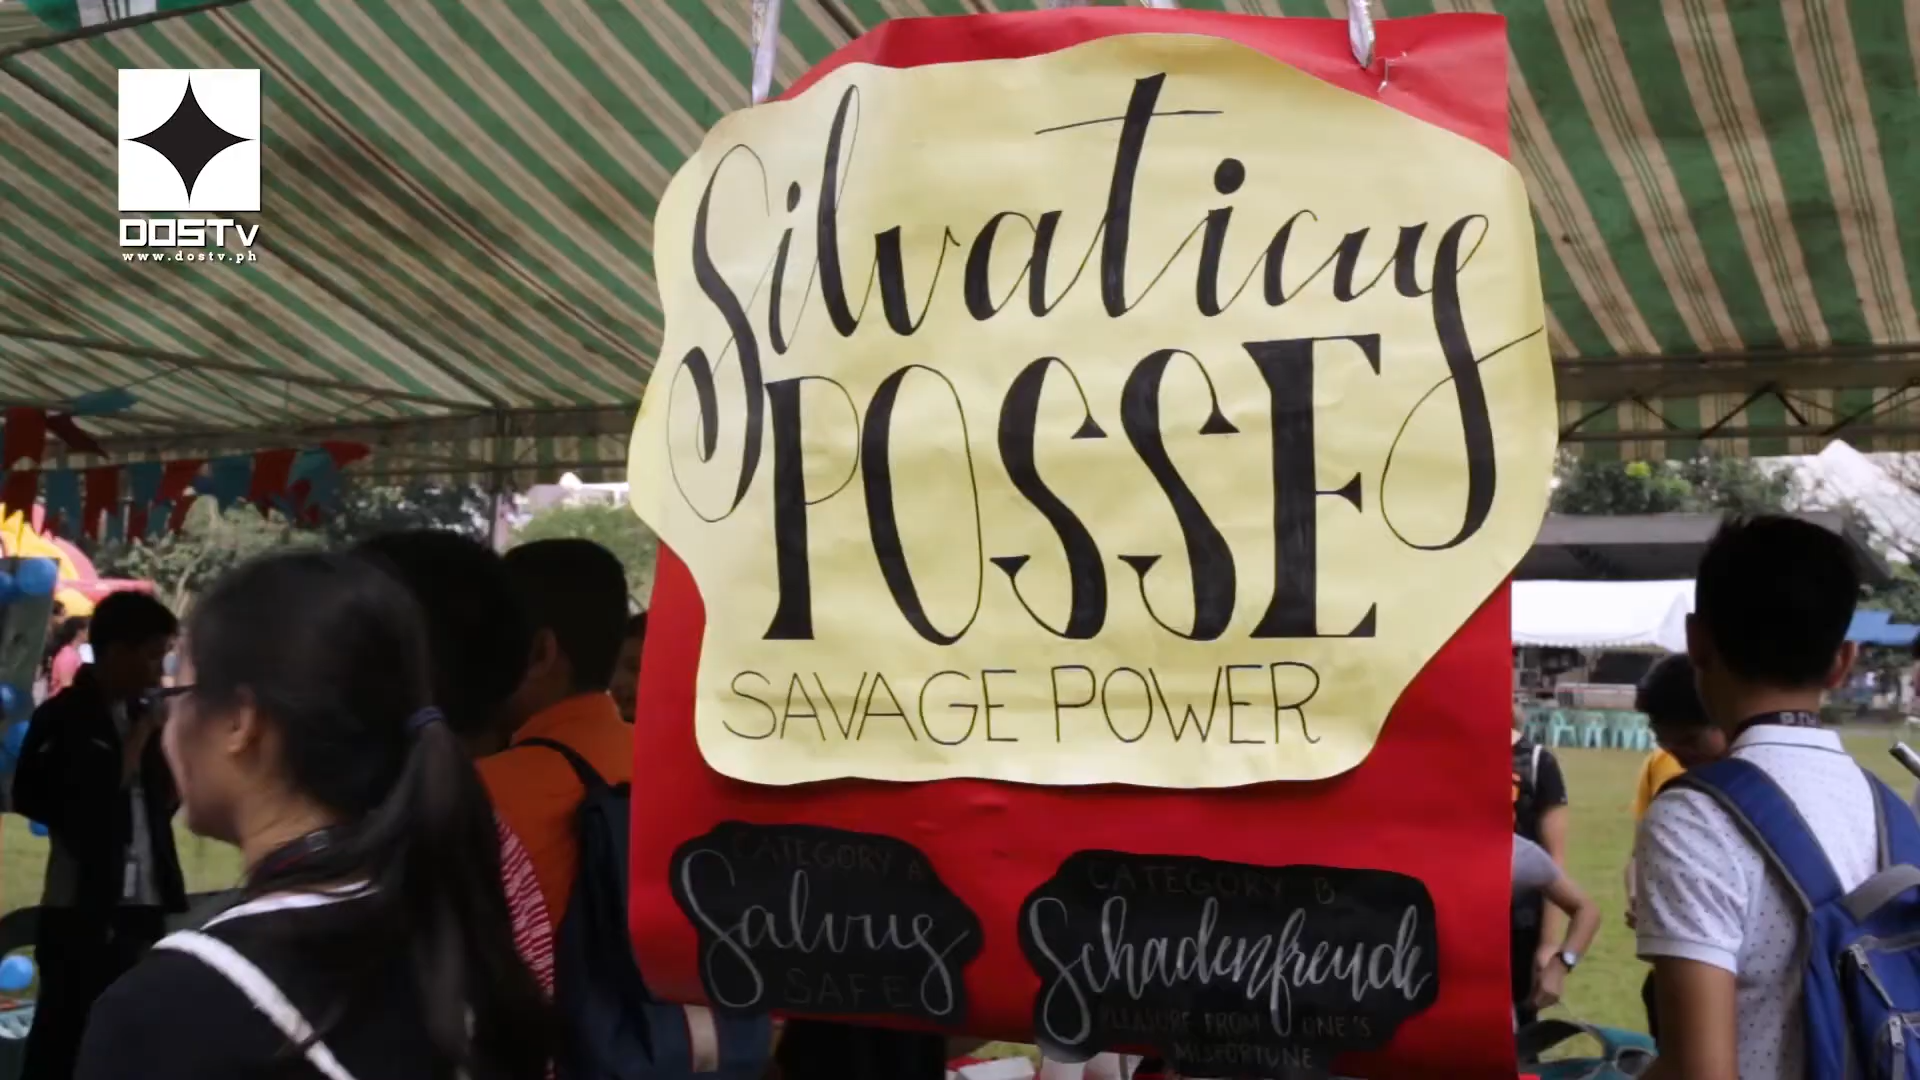 DOSTv
www.dostv.ph
Silvaticus
POSSE
SAVAGE POWER
CATEGORY A
Salvus
SAFE
CATEGORY B
Schadenfreude
PLEASURE FROM ONE'S
MISFORTUNE